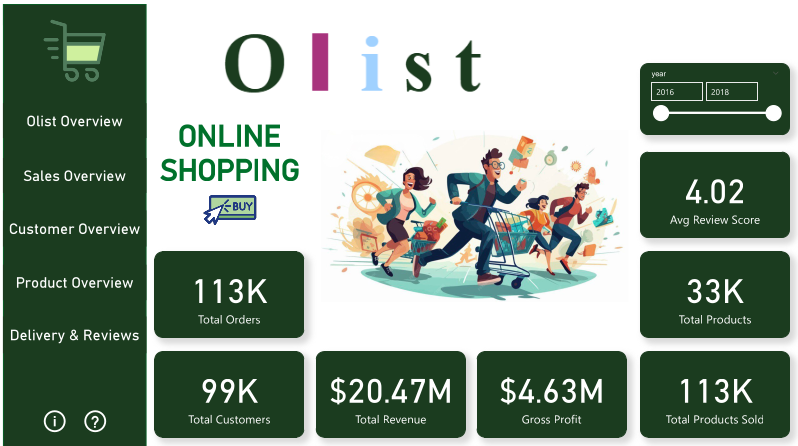 Olist
Olist Overview
Sales Overview
Customer Overview
Product Overview
Delivery & Reviews
i ?
ONLINE
SHOPPING
BUY
year
2016 2018
4.02
Avg Review Score
113K
Total Orders
33K
Total Products
99K
Total Customers
$20.47M
Total Revenue
$4.63M
Gross Profit
113K
Total Products Sold